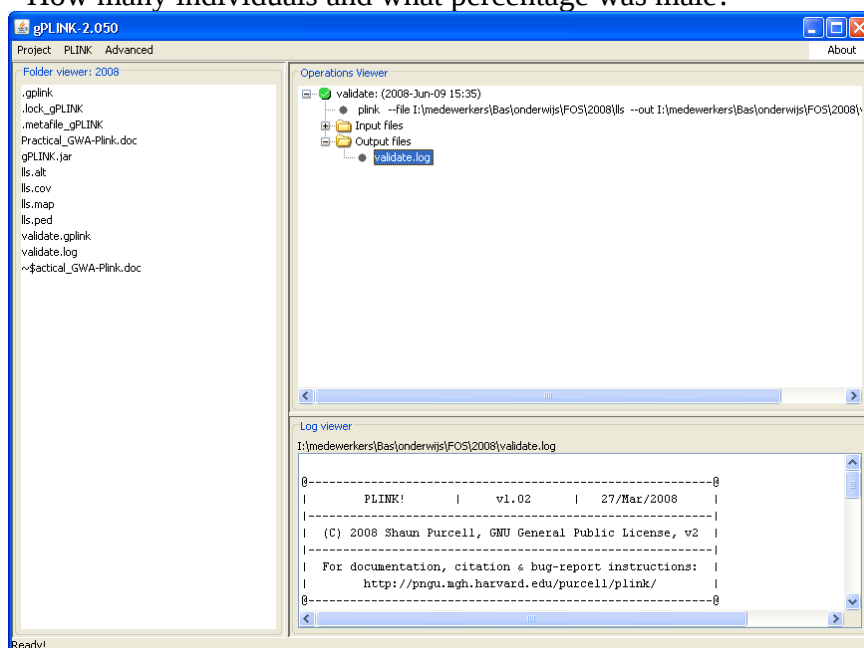 How many individuals and what percentage was male?
gPLINK-2.050
Project PLINK Advanced About
Folder viewer: 2008
.gplink
.lock_gPLINK
.metafile_gPLINK
Practical_GWA-Plink.doc
gPLINK.jar
lls.alt
lls.cov
lls.map
lls.ped
validate.gplink
validate.log
~$actical_GWA-Plink.doc
Operations Viewer
validate: (2008-Jun-09 15:35)
plink --file I:\medewerkers\Bas\onderwijs\FOS\2008\lls --out I:\medewerkers\Bas\onderwijs\FOS\2008\
Input files
Output files
validate.log
Log viewer
I:\medewerkers\Bas\onderwijs\FOS\2008\validate.log
@----------------------------------------------------------@
| PLINK! | v1.02 | 27/Mar/2008 |
|----------------------------------------------------------|
| (C) 2008 Shaun Purcell, GNU General Public License, v2 |
|----------------------------------------------------------|
| For documentation, citation & bug-report instructions: |
| http://pngu.mgh.harvard.edu/purcell/plink/ |
@----------------------------------------------------------@
Ready!